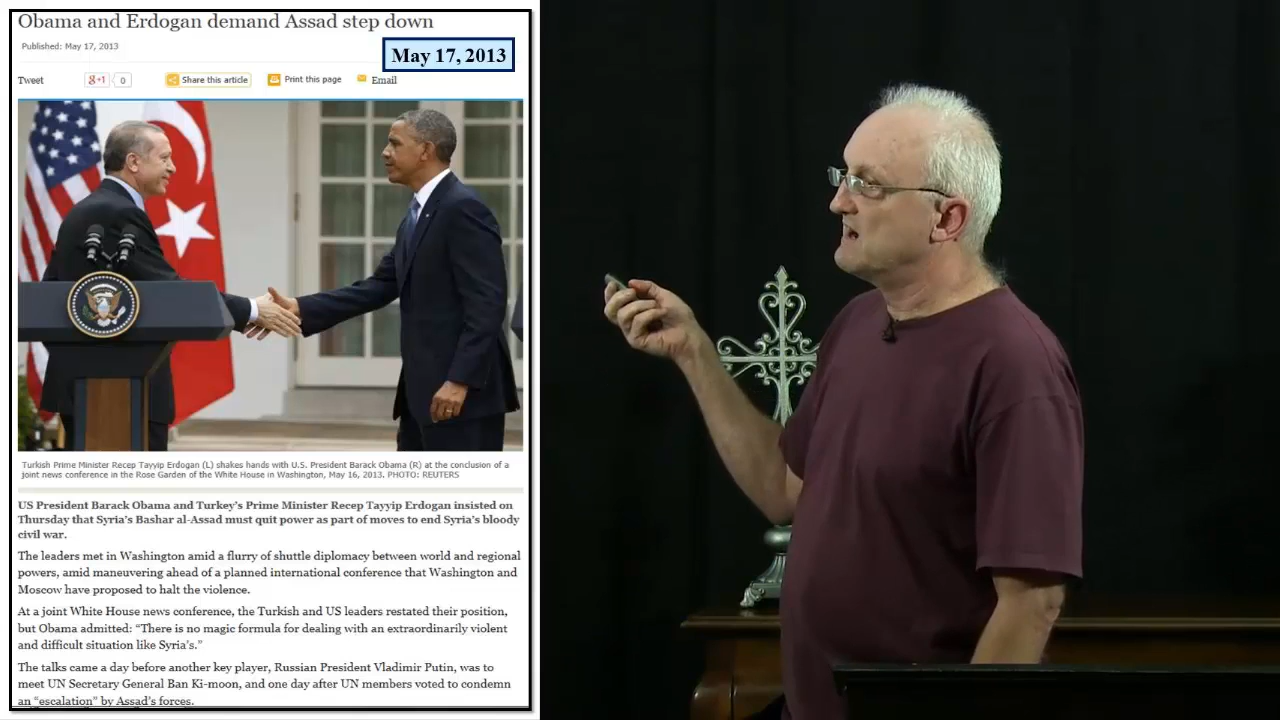 Obama and Erdogan demand Assad step down
Published: May 17, 2013
May 17, 2013
Tweet
g+1 0
Share this article
Print this page
Email
Turkish Prime Minister Recep Tayyip Erdogan (L) shakes hands with U.S. President Barack Obama (R) at the conclusion of a
joint news conference in the Rose Garden of the White House in Washington, May 16, 2013. PHOTO: REUTERS
US President Barack Obama and Turkey's Prime Minister Recep Tayyip Erdogan insisted on
Thursday that Syria's Bashar al-Assad must quit power as part of moves to end Syria's bloody
civil war.
The leaders met in Washington amid a flurry of shuttle diplomacy between world and regional
powers, amid maneuvering ahead of a planned international conference that Washington and
Moscow have proposed to halt the violence.
At a joint White House news conference, the Turkish and US leaders restated their position,
but Obama admitted: “There is no magic formula for dealing with an extraordinarily violent
and difficult situation like Syria's.”
The talks came a day before another key player, Russian President Vladimir Putin, was to
meet UN Secretary General Ban Ki-moon, and one day after UN members voted to condemn
an “escalation” by Assad's forces.